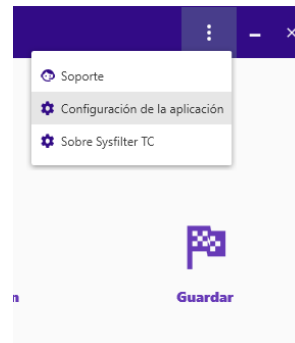 Soporte
Configuración de la aplicación
Sobre Sysfilter TC
n
Guardar